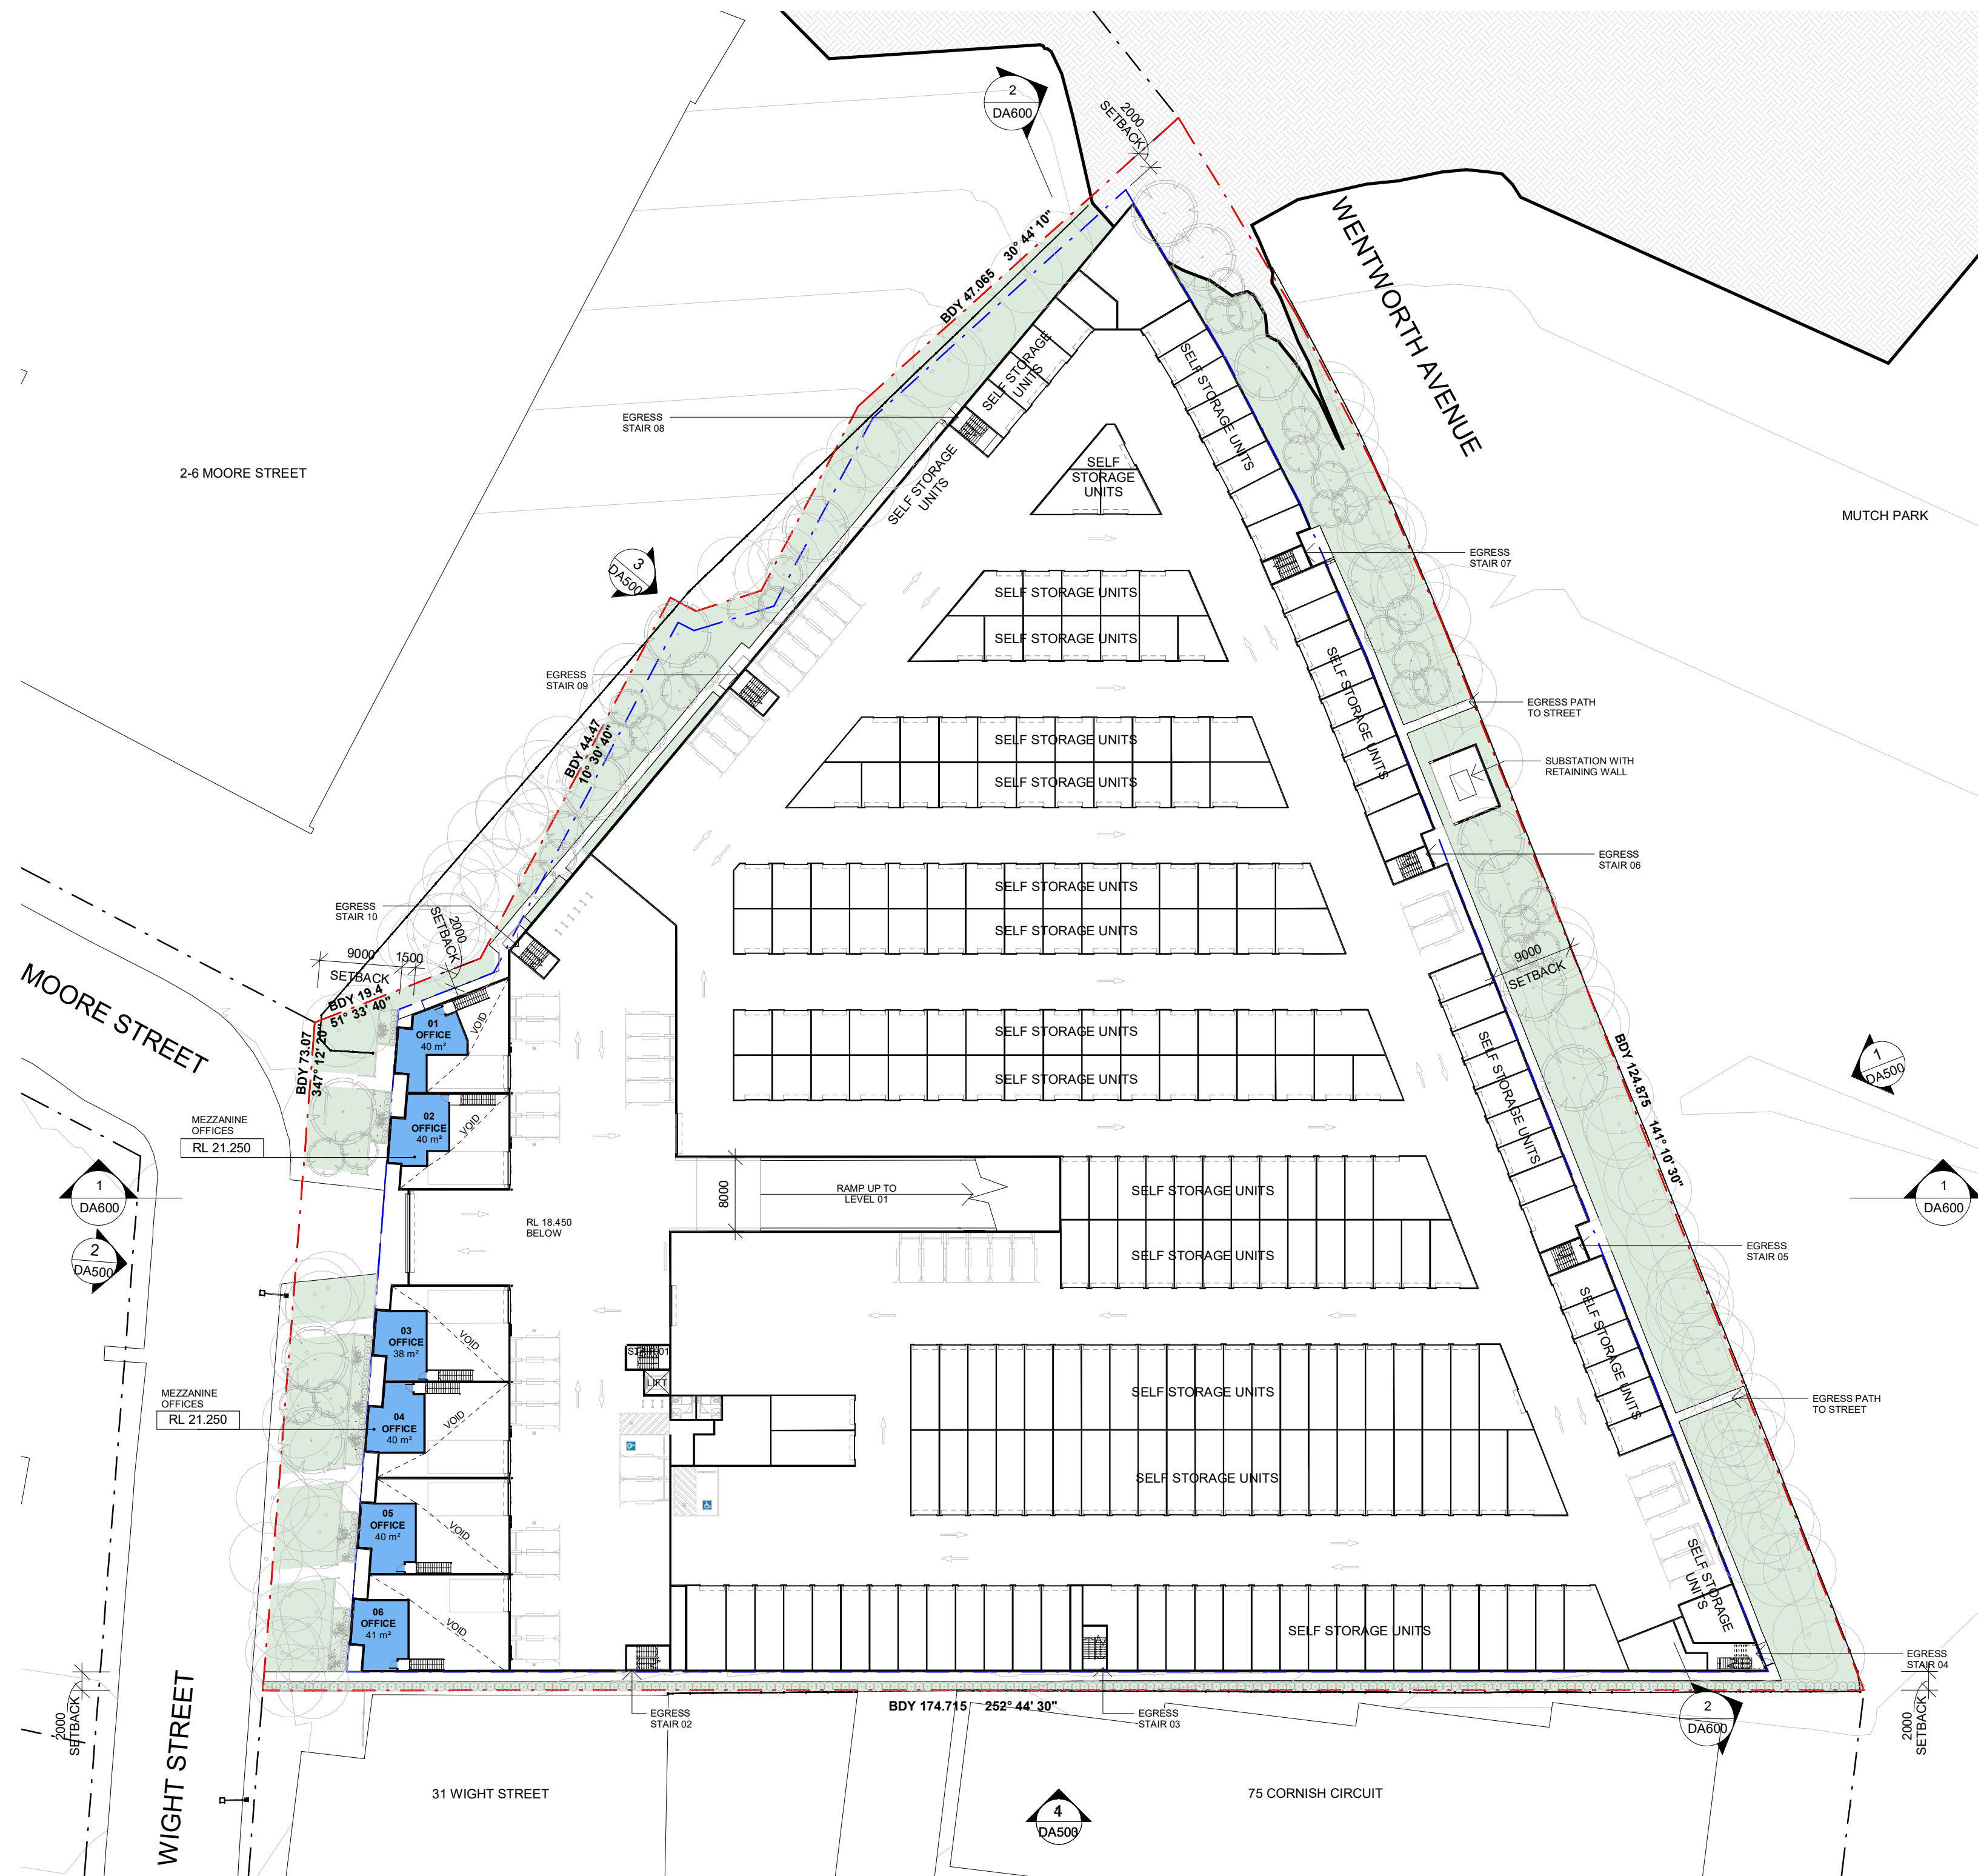 2
DA600
2000
SETBACK
WENTWORTH AVENUE
BDY 47.065 30° 44' 10"
SELF STORAGE
UNITS
SELF STORAGE UNITS
EGRESS
STAIR 08
2-6 MOORE STREET
SELF STORAGE
UNITS
SELF
STORAGE
UNITS
MUTCH PARK
3
DA500
EGRESS
STAIR 07
SELF STORAGE UNITS
SELF STORAGE UNITS
SELF STORAGE UNITS
EGRESS
STAIR 09
EGRESS PATH
TO STREET
BDY 44.47
10° 30' 40"
SELF STORAGE UNITS
SELF STORAGE UNITS
SUBSTATION WITH
RETAINING WALL
EGRESS
STAIR 06
SELF STORAGE UNITS
SELF STORAGE UNITS
EGRESS
STAIR 10
2000
SETBACK
9000
SETBACK
1500
9000
SETBACK
MOORE STREET
BDY 19.4
51° 33' 40"
BDY 73.07
347° 12' 20"
01
OFFICE
40 m²
VOID
SELF STORAGE UNITS
SELF STORAGE UNITS
SELF STORAGE UNITS
BDY 124.875 141° 10' 30"
1
DA500
02
OFFICE
40 m²
VOID
MEZZANINE
OFFICES
RL 21.250
1
DA600
2
DA500
8000
RAMP UP TO
LEVEL 01
RL 18.450
BELOW
SELF STORAGE UNITS
SELF STORAGE UNITS
1
DA600
EGRESS
STAIR 05
SELF STORAGE UNITS
03
OFFICE
38 m²
VOID
STAIR 01
LIFT
MEZZANINE
OFFICES
RL 21.250
04
OFFICE
40 m²
VOID
SELF STORAGE UNITS
SELF STORAGE UNITS
EGRESS PATH
TO STREET
05
OFFICE
40 m²
VOID
06
OFFICE
41 m²
VOID
SELF STORAGE UNITS
SELF STORAGE
UNITS
EGRESS
STAIR 04
2000
SETBACK
WIGHT STREET
EGRESS
STAIR 02
BDY 174.715 252° 44' 30"
EGRESS
STAIR 03
2
DA600
2000
SETBACK
31 WIGHT STREET
75 CORNISH CIRCUIT
4